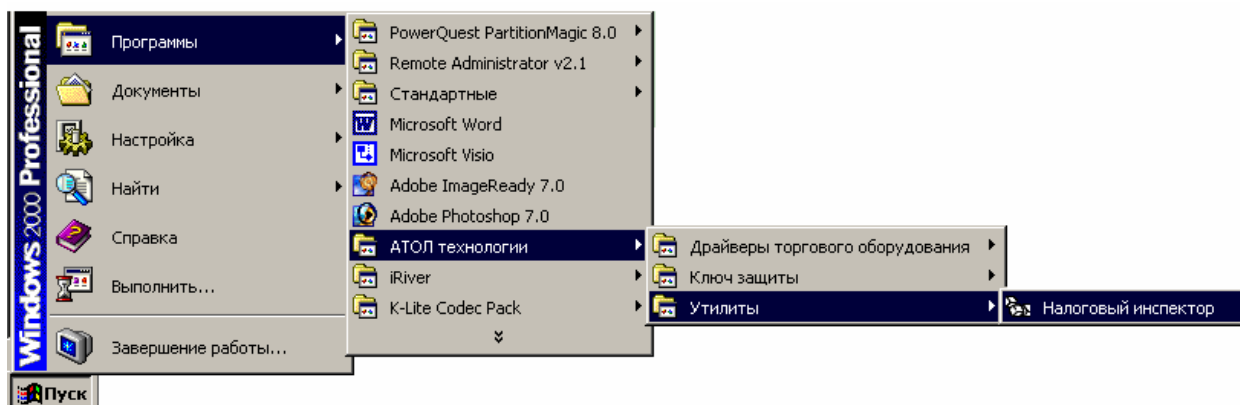 Windows 2000 Professional
Программы
Документы
Настройка
Найти
Справка
Выполнить...
Завершение работы...
Пуск
PowerQuest PartitionMagic 8.0
Remote Administrator v2.1
Стандартные
Microsoft Word
Microsoft Visio
Adobe ImageReady 7.0
Adobe Photoshop 7.0
АТОЛ технологии
iRiver
K-Lite Codec Pack
Драйверы торгового оборудования
Ключ защиты
Утилиты
Налоговый инспектор